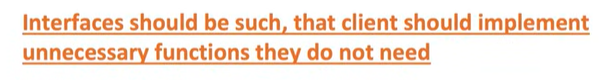 Interfaces should be such, that client should implement
unnecessary functions they do not need